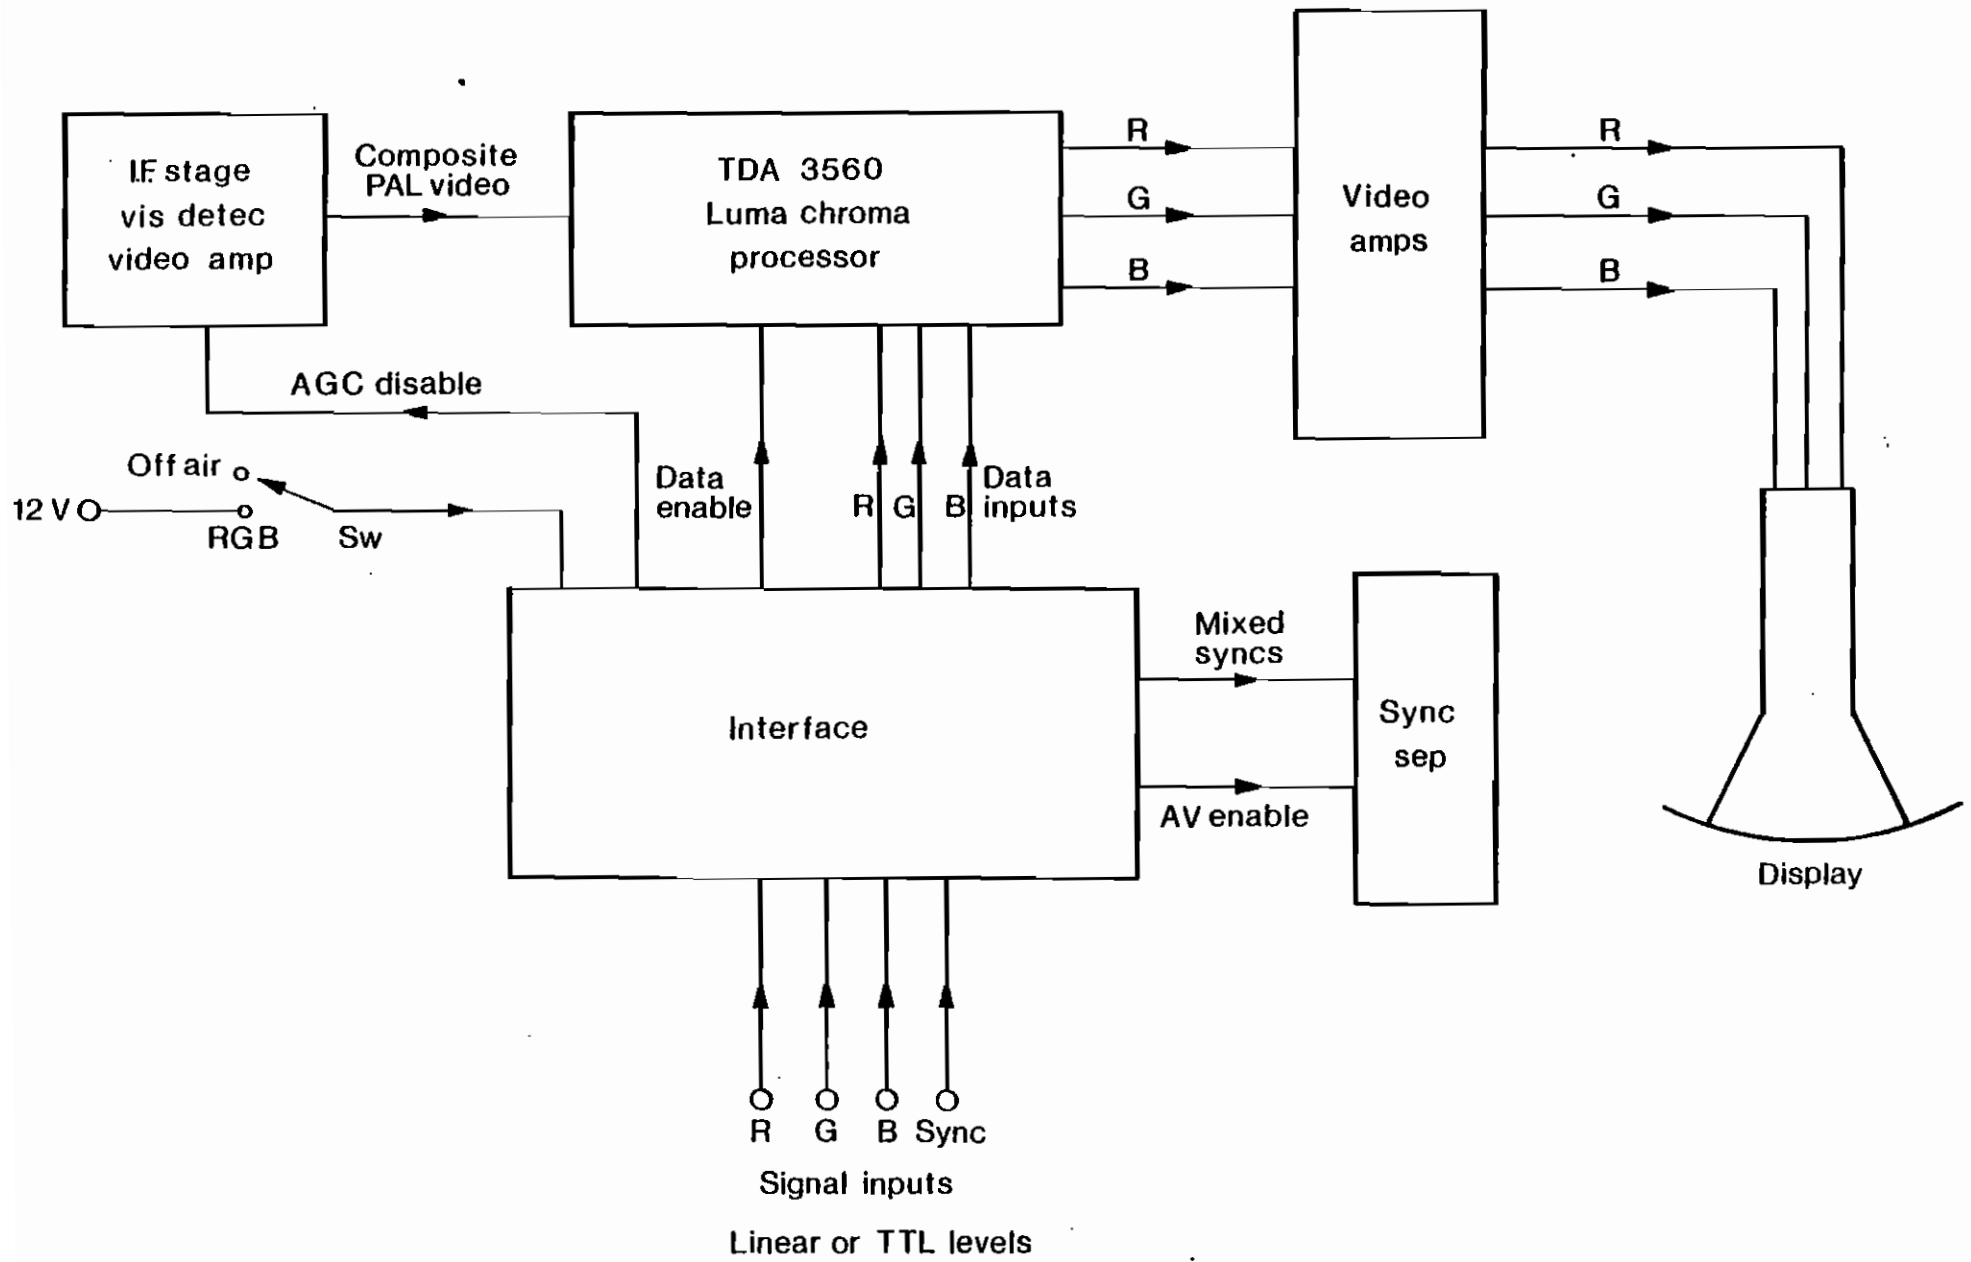 I.F. stage
vis detec
video amp
Composite
PAL video
TDA 3560
Luma chroma
processor
R
G
B
Video
amps
R
G
B
AGC disable
Off air
12 V
RGB
Sw
Data
enable
R G B
Data
inputs
Mixed
syncs
Interface
Sync
sep
AV enable
Display
R G B Sync
Signal inputs
Linear or TTL levels